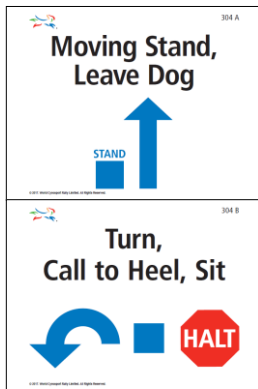 304 A
Moving Stand,
Leave Dog
STAND
304 B
Turn,
Call to Heel, Sit
HALT